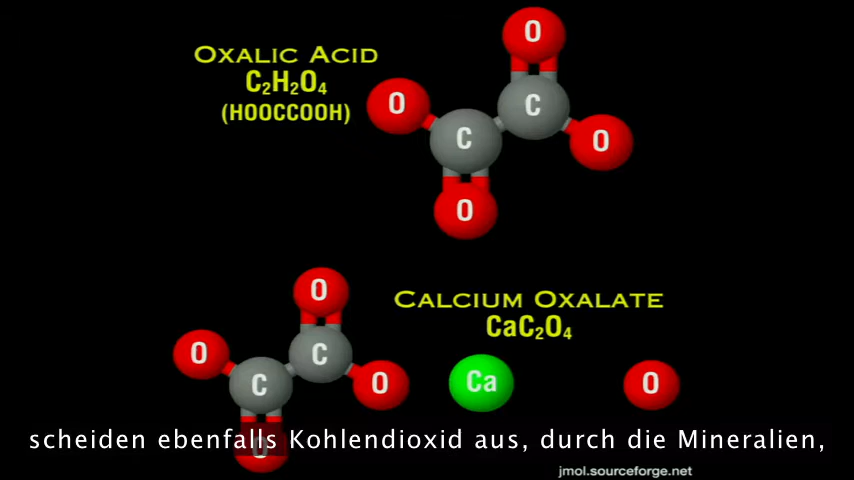 OXALIC ACID
C₂H₂O₄
(HOOCCOOH)
O
O
C
C
O
O
CALCIUM OXALATE
CaC₂O₄
O
O
C
C
O
Ca
O
O
scheiden ebenfalls Kohlendioxid aus, durch die Mineralien,
jmol.sourceforge.net